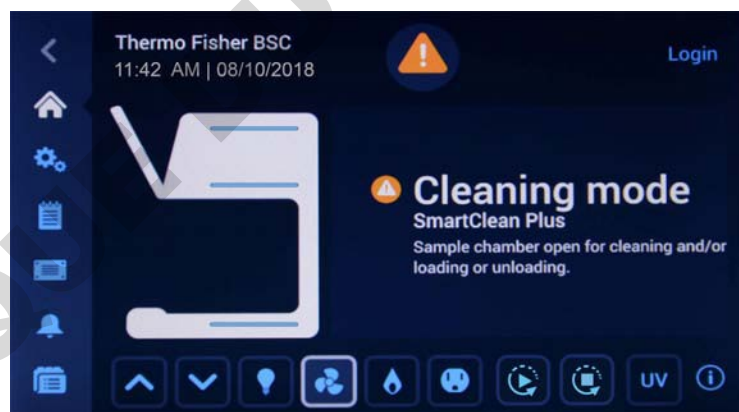 Thermo Fisher BSC
11:42 AM | 08/10/2018
Login
Cleaning mode
SmartClean Plus
Sample chamber open for cleaning and/or
loading or unloading.
UV